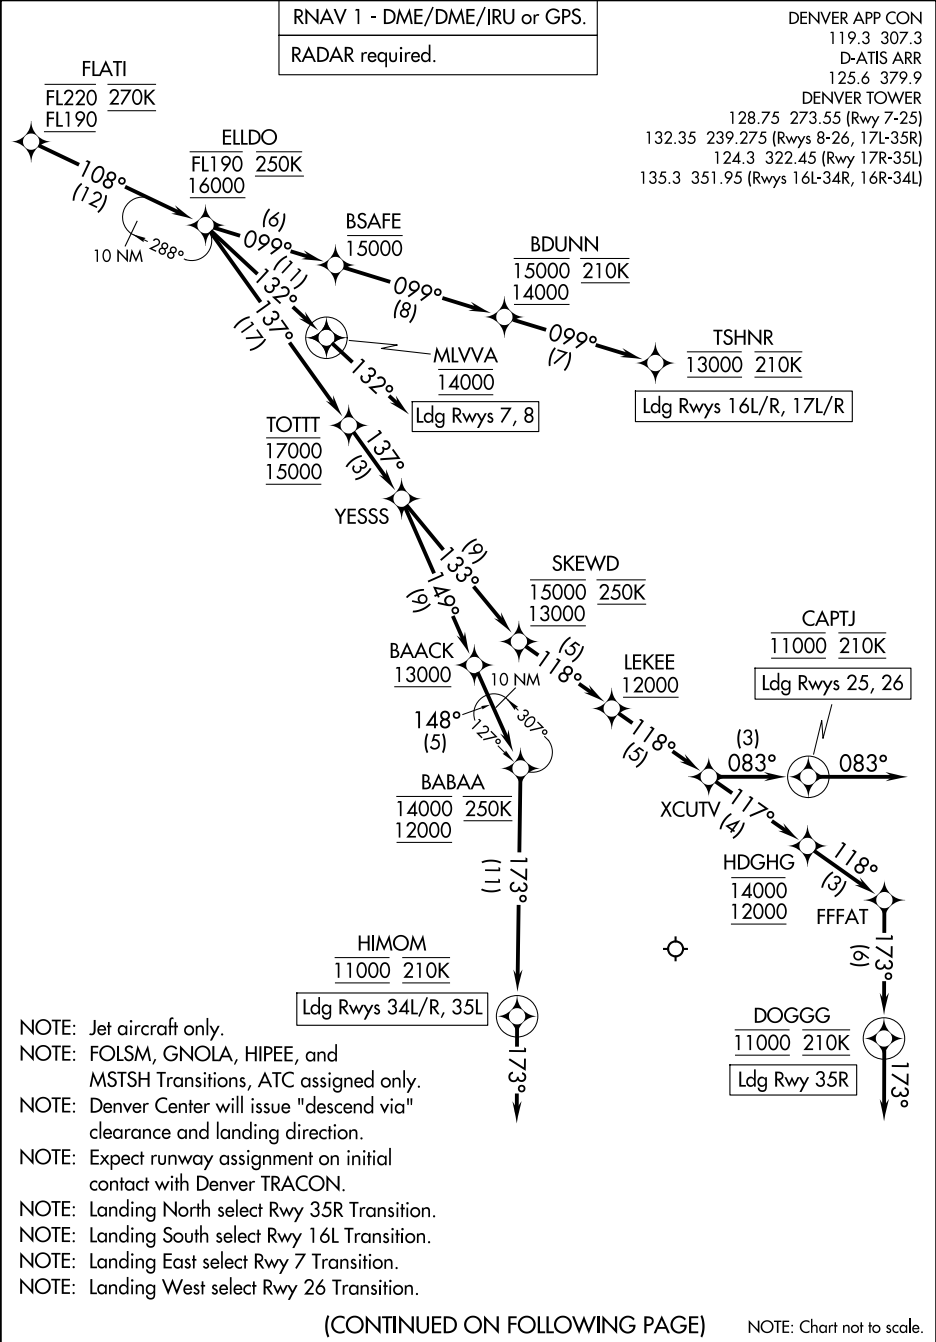 RNAV 1 - DME/DME/IRU or GPS.
RADAR required.
DENVER APP CON
119.3 307.3
D-ATIS ARR
125.6 379.9
DENVER TOWER
128.75 273.55 (Rwy 7-25)
132.35 239.275 (Rwys 8-26, 17L-35R)
124.3 322.45 (Rwy 17R-35L)
135.3 351.95 (Rwys 16L-34R, 16R-34L)
FLATI
FL220 270K
FL190
108°
(12)
10 NM
288°
ELLDO
FL190 250K
16000
(6)
099°
BSAFE
15000
099°
(8)
BDUNN
15000 210K
14000
099°
(7)
TSHNR
13000 210K
Ldg Rwys 16L/R, 17L/R
(11)
132°
MLVVA
14000
132°
Ldg Rwys 7, 8
137°
(17)
TOTTT
17000
15000
137°
(3)
YESSS
(9)
133°
149°
(9)
SKEWD
15000 250K
13000
(5)
118°
LEKEE
12000
118°
(5)
CAPTJ
11000 210K
Ldg Rwys 25, 26
(3)
083°
083°
XCUTV
117°
(4)
HDGHG
14000
12000
118°
(3)
FFFAT
173°
(6)
DOGGG
11000 210K
Ldg Rwy 35R
173°
BAACK
13000
10 NM
148°
(5)
127°
307°
BABAA
14000 250K
12000
173°
(11)
HIMOM
11000 210K
Ldg Rwys 34L/R, 35L
173°
NOTE: Jet aircraft only.
NOTE: FOLSM, GNOLA, HIPEE, and
MSTSH Transitions, ATC assigned only.
NOTE: Denver Center will issue "descend via"
clearance and landing direction.
NOTE: Expect runway assignment on initial
contact with Denver TRACON.
NOTE: Landing North select Rwy 35R Transition.
NOTE: Landing South select Rwy 16L Transition.
NOTE: Landing East select Rwy 7 Transition.
NOTE: Landing West select Rwy 26 Transition.
(CONTINUED ON FOLLOWING PAGE)
NOTE: Chart not to scale.